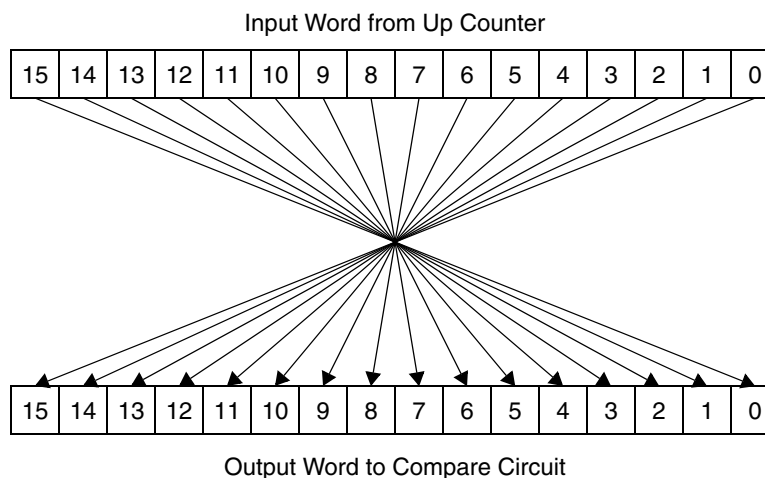 Input Word from Up Counter
15 14 13 12 11 10 9 8 7 6 5 4 3 2 1 0
15 14 13 12 11 10 9 8 7 6 5 4 3 2 1 0
Output Word to Compare Circuit